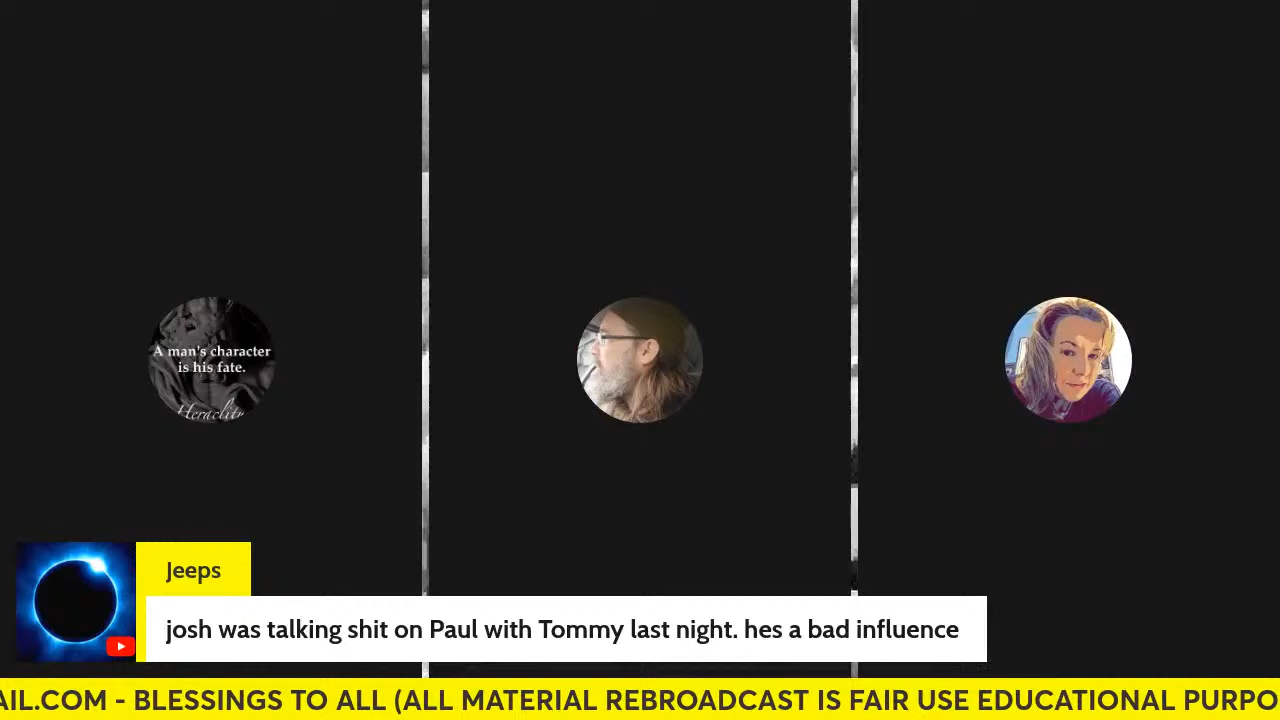 A man's character
is his fate.
Jeeps
josh was talking shit on Paul with Tommy last night. hes a bad influence
AIL.COM - BLESSINGS TO ALL (ALL MATERIAL REBROADCAST IS FAIR USE EDUCATIONAL PURPO